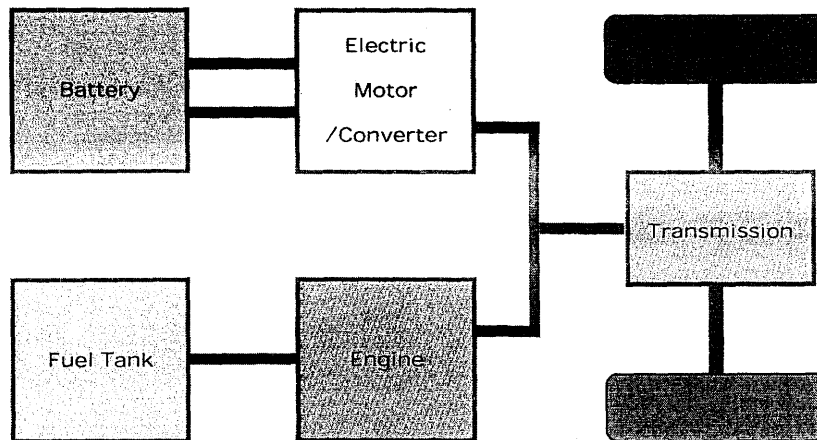 Battery
Electric
Motor
/Converter
Transmission
Fuel Tank
Engine